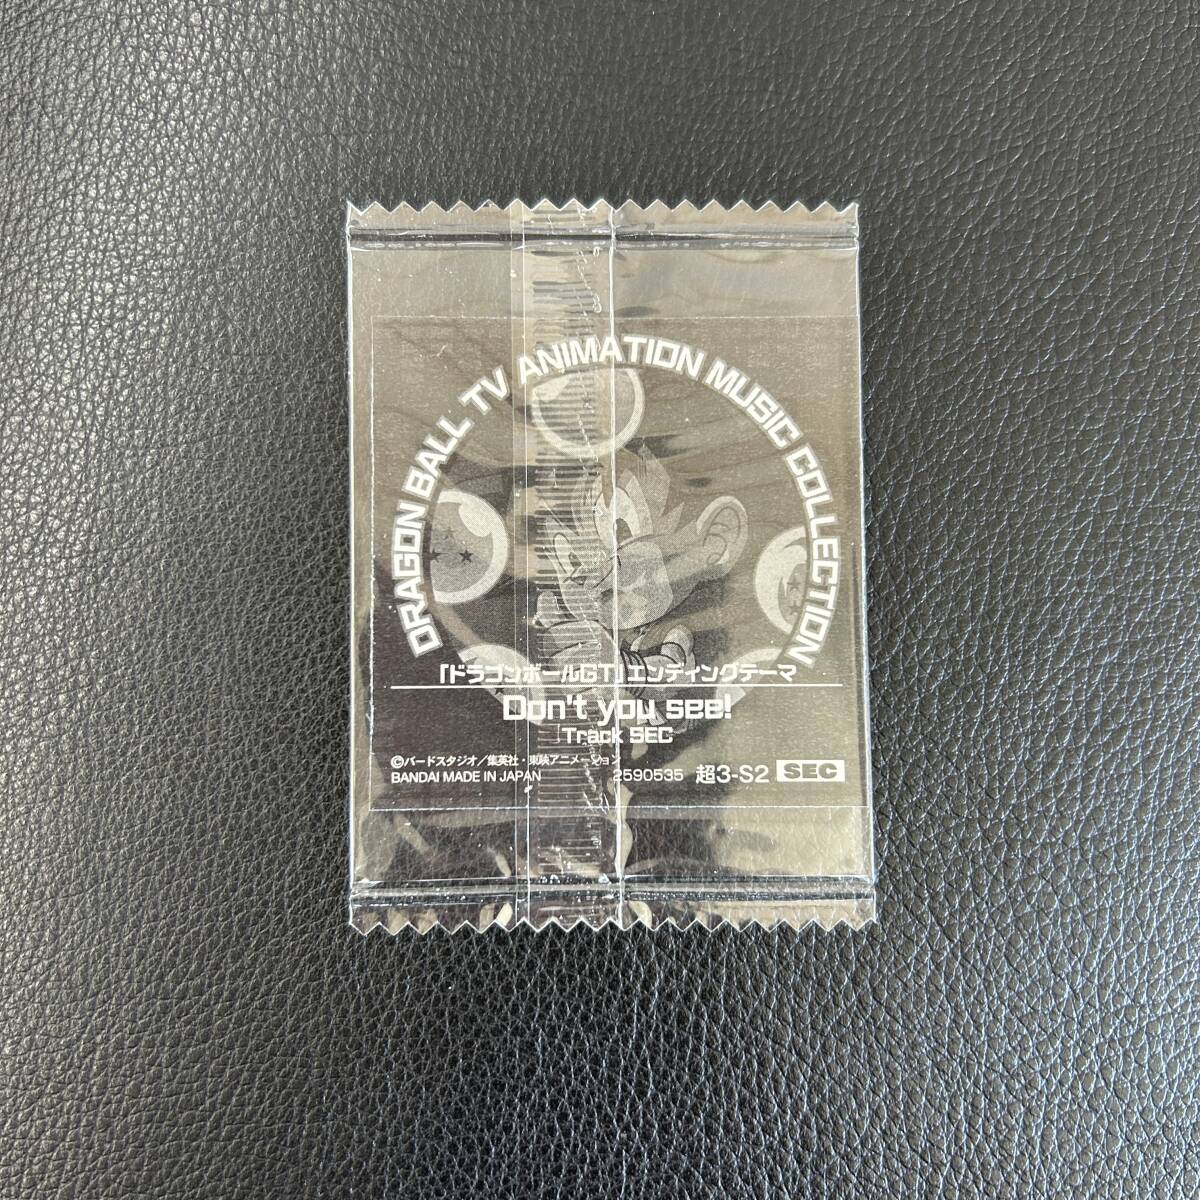 DRAGON BALL TV ANIMATION MUSIC COLLECTION
「ドラゴンボールGT」エンディングテーマ
Don't you see!
Track SEC
©バードスタジオ/集英社・東映アニメーション
BANDAI MADE IN JAPAN 2590535 超3-S2 SEC